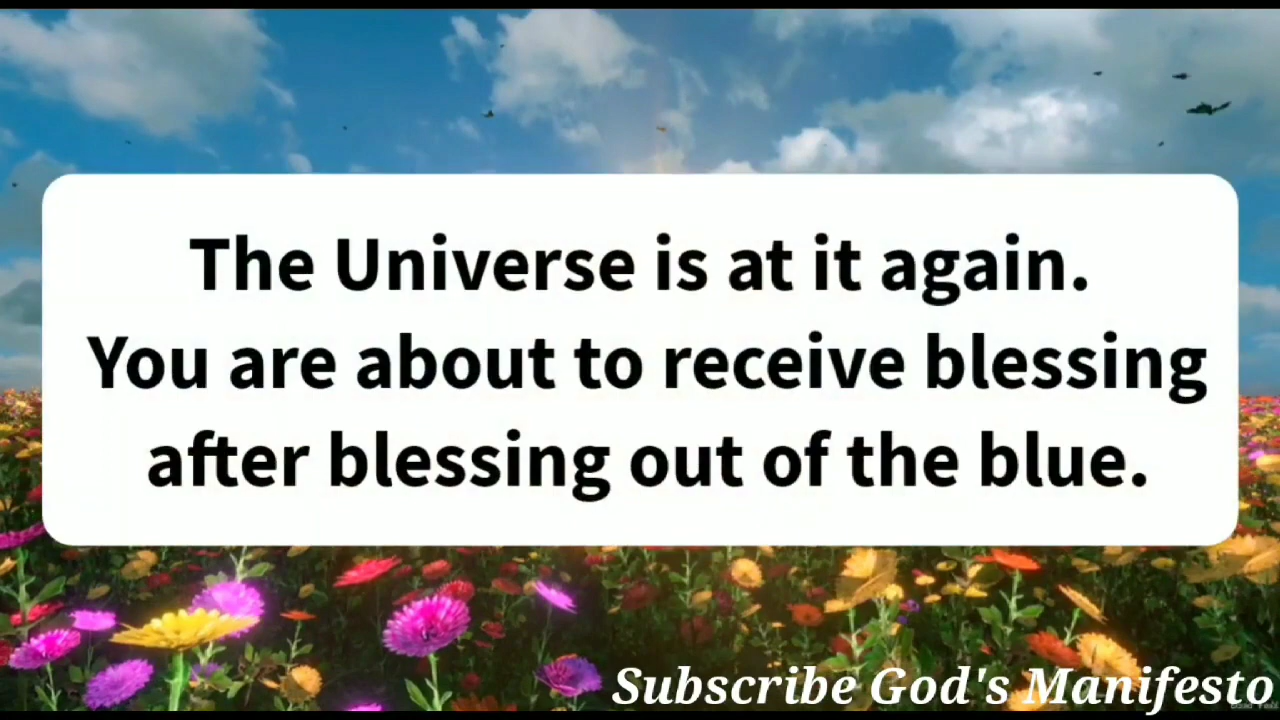 The Universe is at it again.
You are about to receive blessing
after blessing out of the blue.
Subscribe God's Manifesto